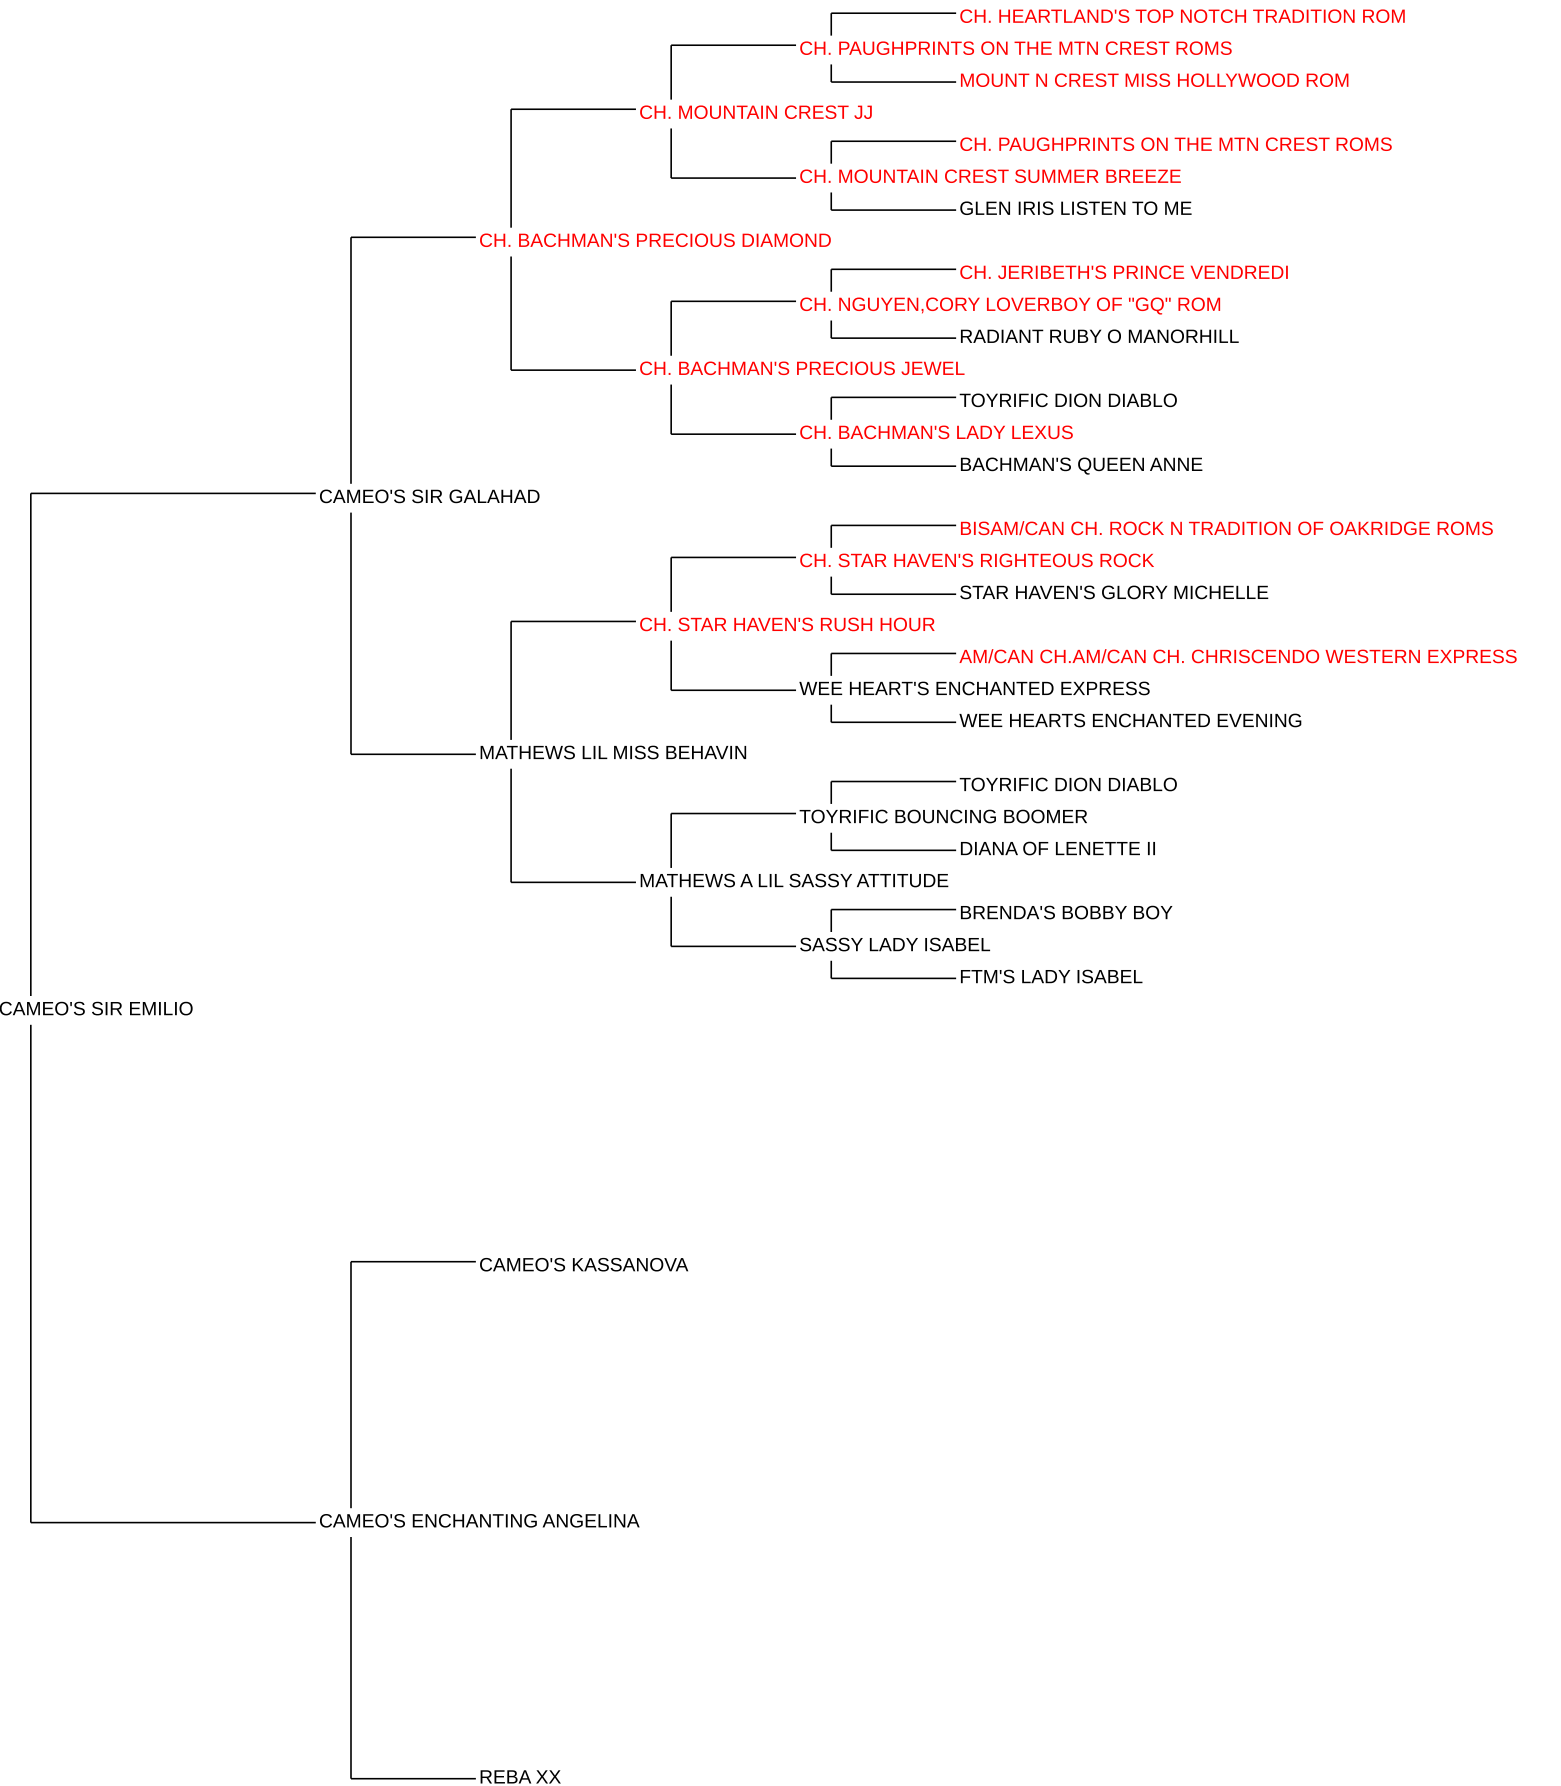 CH. HEARTLAND'S TOP NOTCH TRADITION ROM
CH. PAUGHPRINTS ON THE MTN CREST ROMS
MOUNT N CREST MISS HOLLYWOOD ROM
CH. MOUNTAIN CREST JJ
CH. PAUGHPRINTS ON THE MTN CREST ROMS
CH. MOUNTAIN CREST SUMMER BREEZE
GLEN IRIS LISTEN TO ME
CH. BACHMAN'S PRECIOUS DIAMOND
CH. JERIBETH'S PRINCE VENDREDI
CH. NGUYEN,CORY LOVERBOY OF "GQ" ROM
RADIANT RUBY O MANORHILL
CH. BACHMAN'S PRECIOUS JEWEL
TOYRIFIC DION DIABLO
CH. BACHMAN'S LADY LEXUS
BACHMAN'S QUEEN ANNE
CAMEO'S SIR GALAHAD
BISAM/CAN CH. ROCK N TRADITION OF OAKRIDGE ROMS
CH. STAR HAVEN'S RIGHTEOUS ROCK
STAR HAVEN'S GLORY MICHELLE
CH. STAR HAVEN'S RUSH HOUR
AM/CAN CH.AM/CAN CH. CHRISCENDO WESTERN EXPRESS
WEE HEART'S ENCHANTED EXPRESS
WEE HEARTS ENCHANTED EVENING
MATHEWS LIL MISS BEHAVIN
TOYRIFIC DION DIABLO
TOYRIFIC BOUNCING BOOMER
DIANA OF LENETTE II
MATHEWS A LIL SASSY ATTITUDE
BRENDA'S BOBBY BOY
SASSY LADY ISABEL
FTM'S LADY ISABEL
CAMEO'S SIR EMILIO
CAMEO'S KASSANOVA
CAMEO'S ENCHANTING ANGELINA
REBA XX